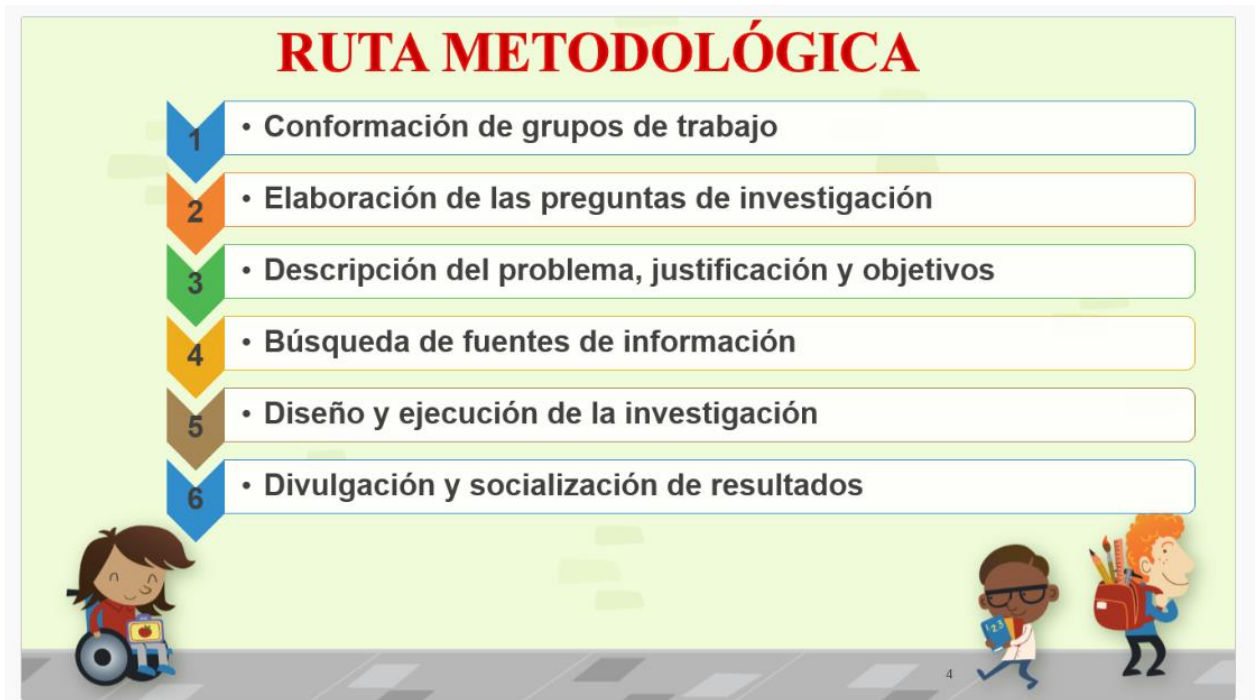 RUTA METODOLÓGICA
1 • Conformación de grupos de trabajo
2 • Elaboración de las preguntas de investigación
3 • Descripción del problema, justificación y objetivos
4 • Búsqueda de fuentes de información
5 • Diseño y ejecución de la investigación
6 • Divulgación y socialización de resultados
123
4